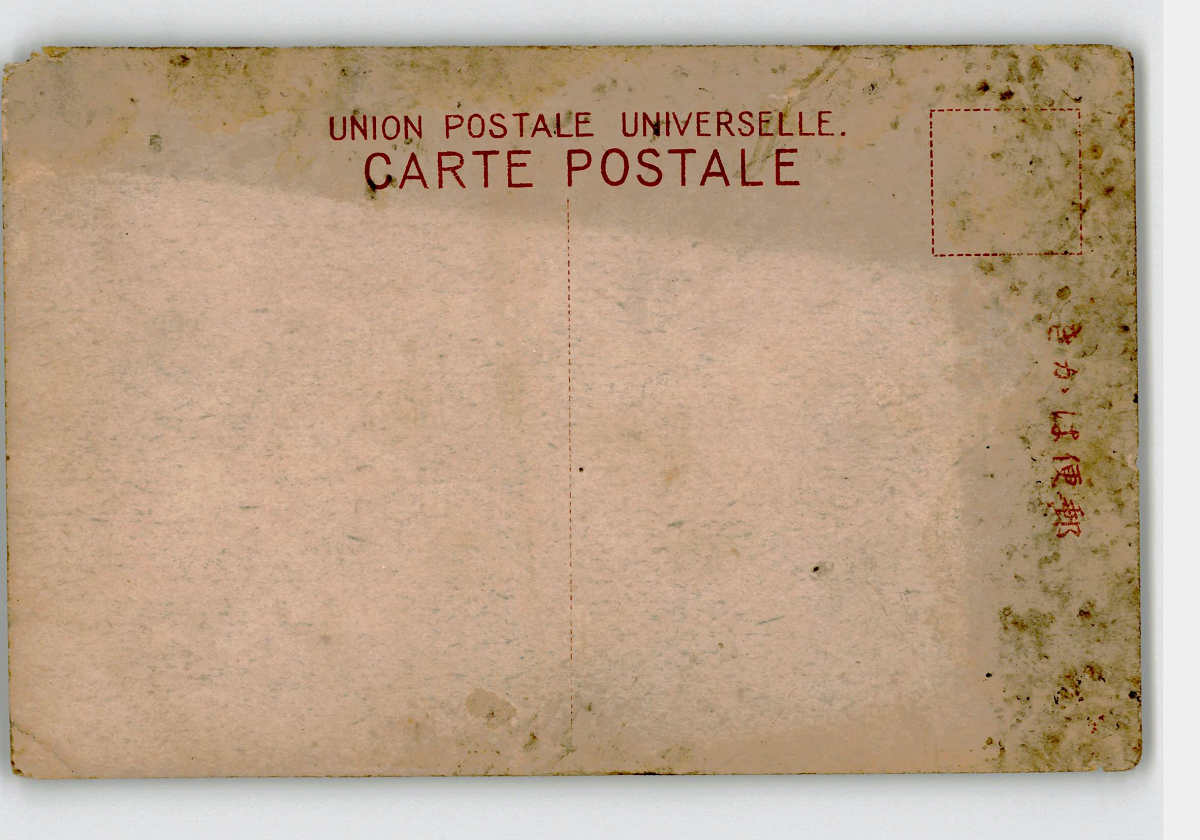 UNION POSTALE UNIVERSELLE.
CARTE POSTALE
きかは便郵